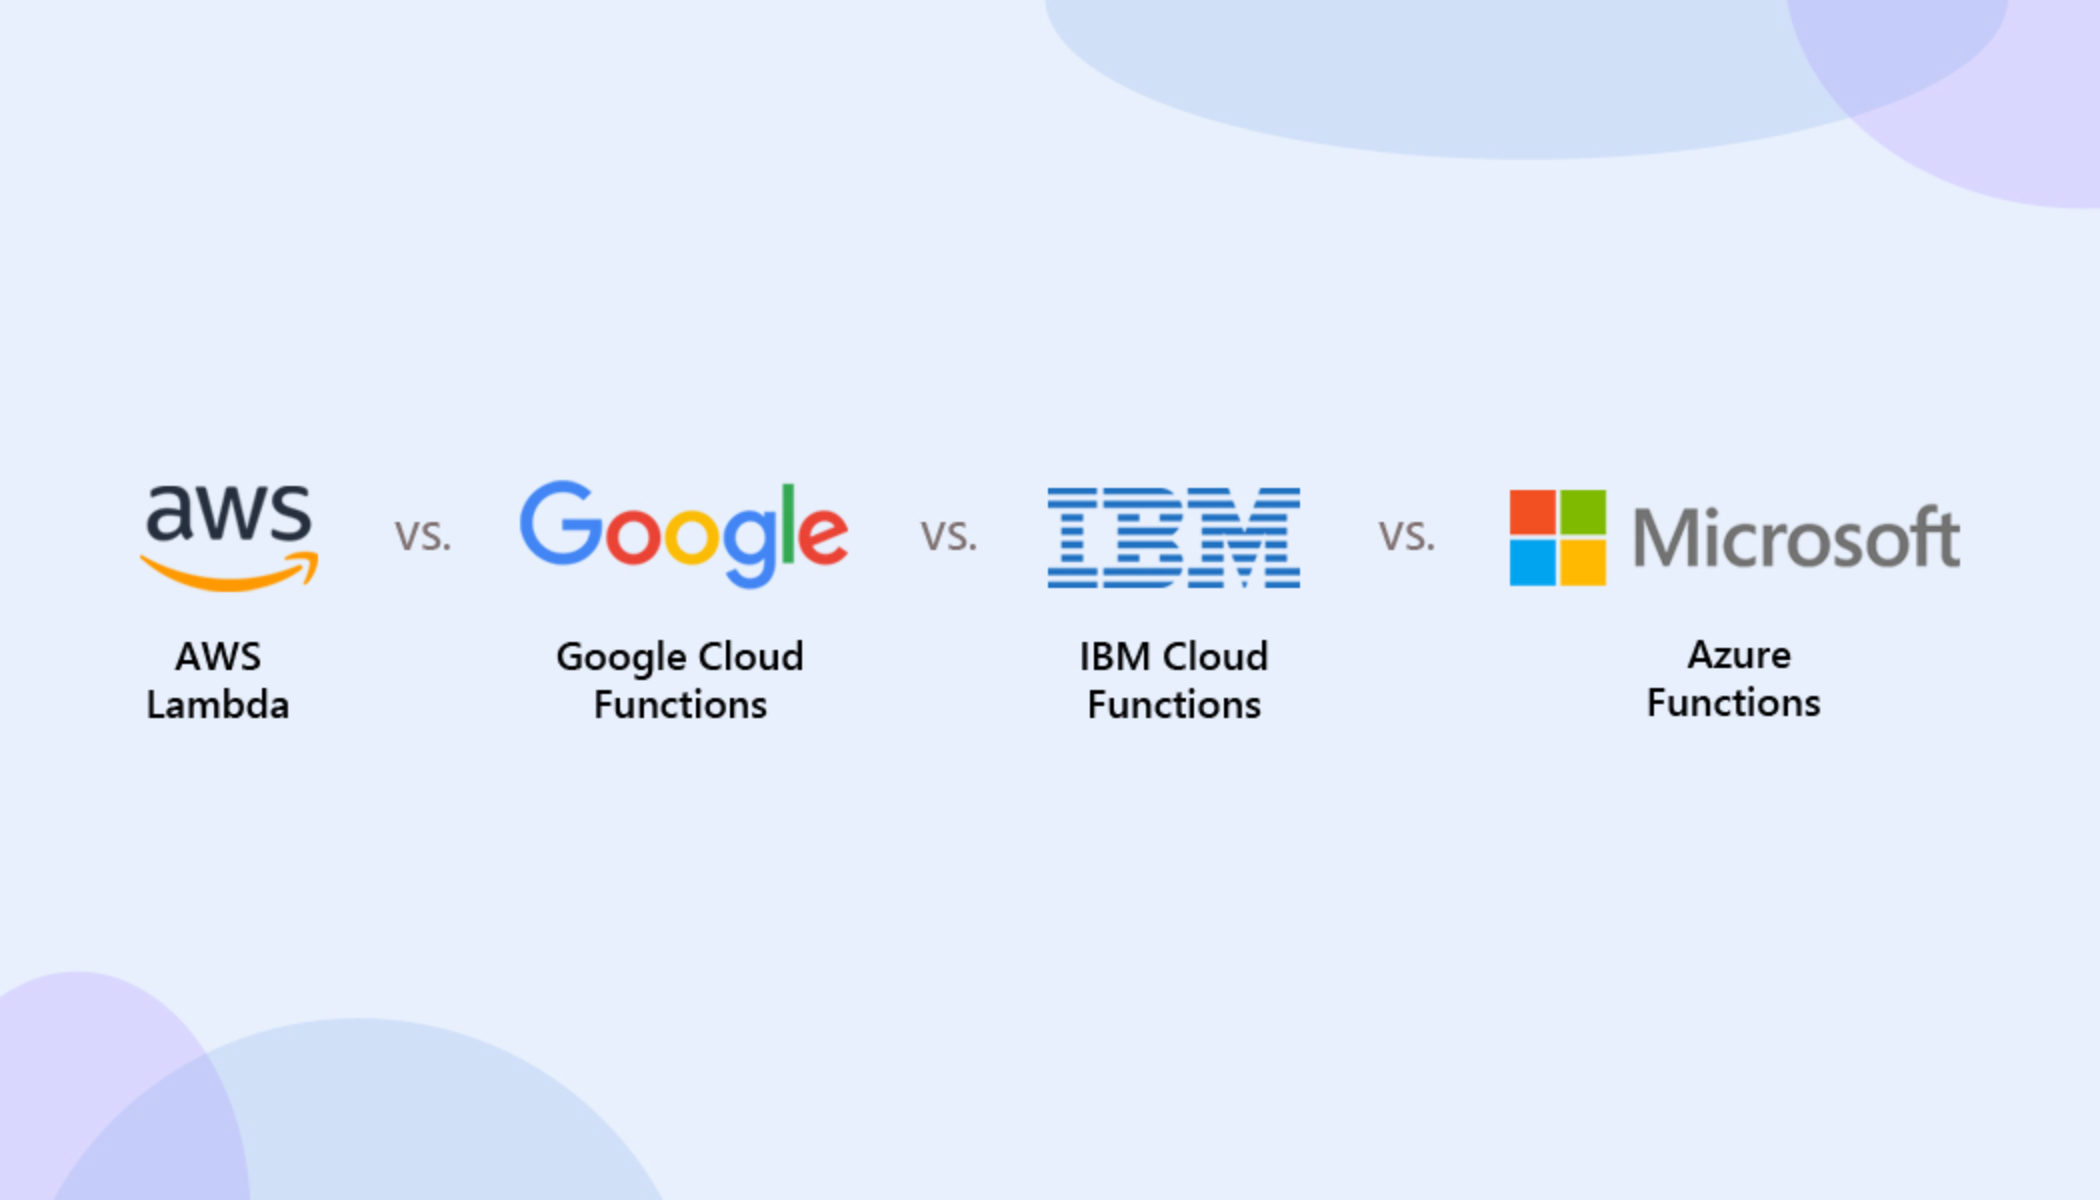 aws vs. Google vs. IBM vs. Microsoft
AWS
Lambda
Google Cloud
Functions
IBM Cloud
Functions
Azure
Functions